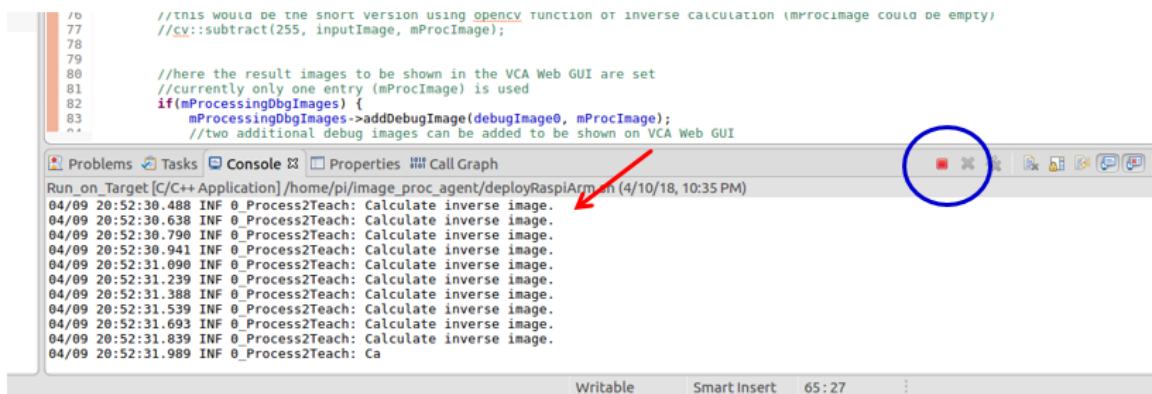 76 //this would be the short version using opencv function of inverse calculation (mProcImage could be empty)
77 //cv::subtract(255, inputImage, mProcImage);
78
79
80 //here the result images to be shown in the VCA Web GUI are set
81 //currently only one entry (mProcImage) is used
82 if(mProcessingDbgImages) {
83 mProcessingDbgImages->addDebugImage(debugImage0, mProcImage);
//two additional debug images can be added to be shown on VCA Web GUI
Problems Tasks Console Properties Call Graph
Run_on_Target [C/C++ Application] /home/pi/image_proc_agent/deployRaspiArm.sh (4/10/18, 10:35 PM)
04/09 20:52:30.488 INF 0_Process2Teach: Calculate inverse image.
04/09 20:52:30.638 INF 0_Process2Teach: Calculate inverse image.
04/09 20:52:30.790 INF 0_Process2Teach: Calculate inverse image.
04/09 20:52:30.941 INF 0_Process2Teach: Calculate inverse image.
04/09 20:52:31.090 INF 0_Process2Teach: Calculate inverse image.
04/09 20:52:31.239 INF 0_Process2Teach: Calculate inverse image.
04/09 20:52:31.388 INF 0_Process2Teach: Calculate inverse image.
04/09 20:52:31.539 INF 0_Process2Teach: Calculate inverse image.
04/09 20:52:31.693 INF 0_Process2Teach: Calculate inverse image.
04/09 20:52:31.839 INF 0_Process2Teach: Calculate inverse image.
04/09 20:52:31.989 INF 0_Process2Teach: Ca
Writable Smart Insert 65 : 27